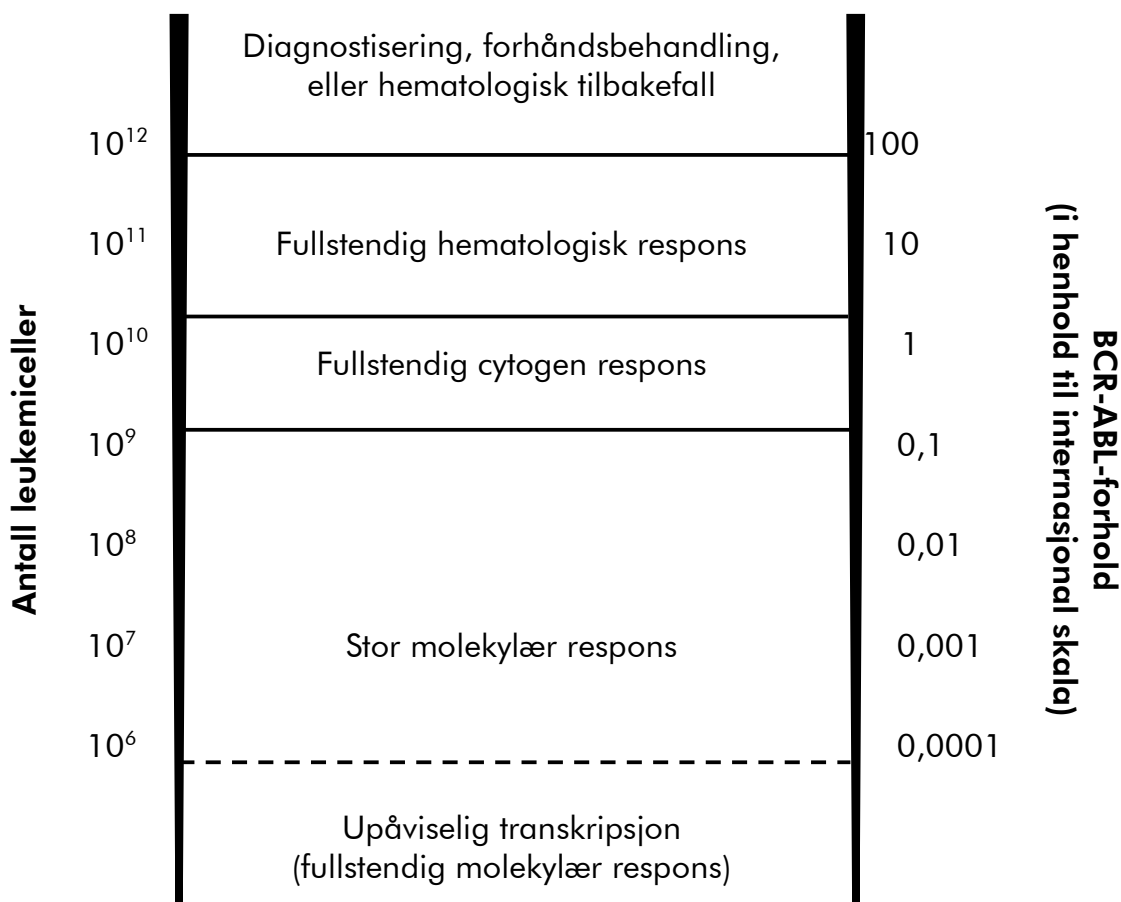 Diagnostisering, forhåndsbehandling,
eller hematologisk tilbakefall
10¹² 100
10¹¹ Fullstendig hematologisk respons 10
10¹⁰ 1
Fullstendig cytogen respons
10⁹ 0,1
10⁸ 0,01
10⁷ Stor molekylær respons 0,001
10⁶ 0,0001
Upåviselig transkripsjon
(fullstendig molekylær respons)
Antall leukemiceller
BCR-ABL-forhold
(i henhold til internasjonal skala)